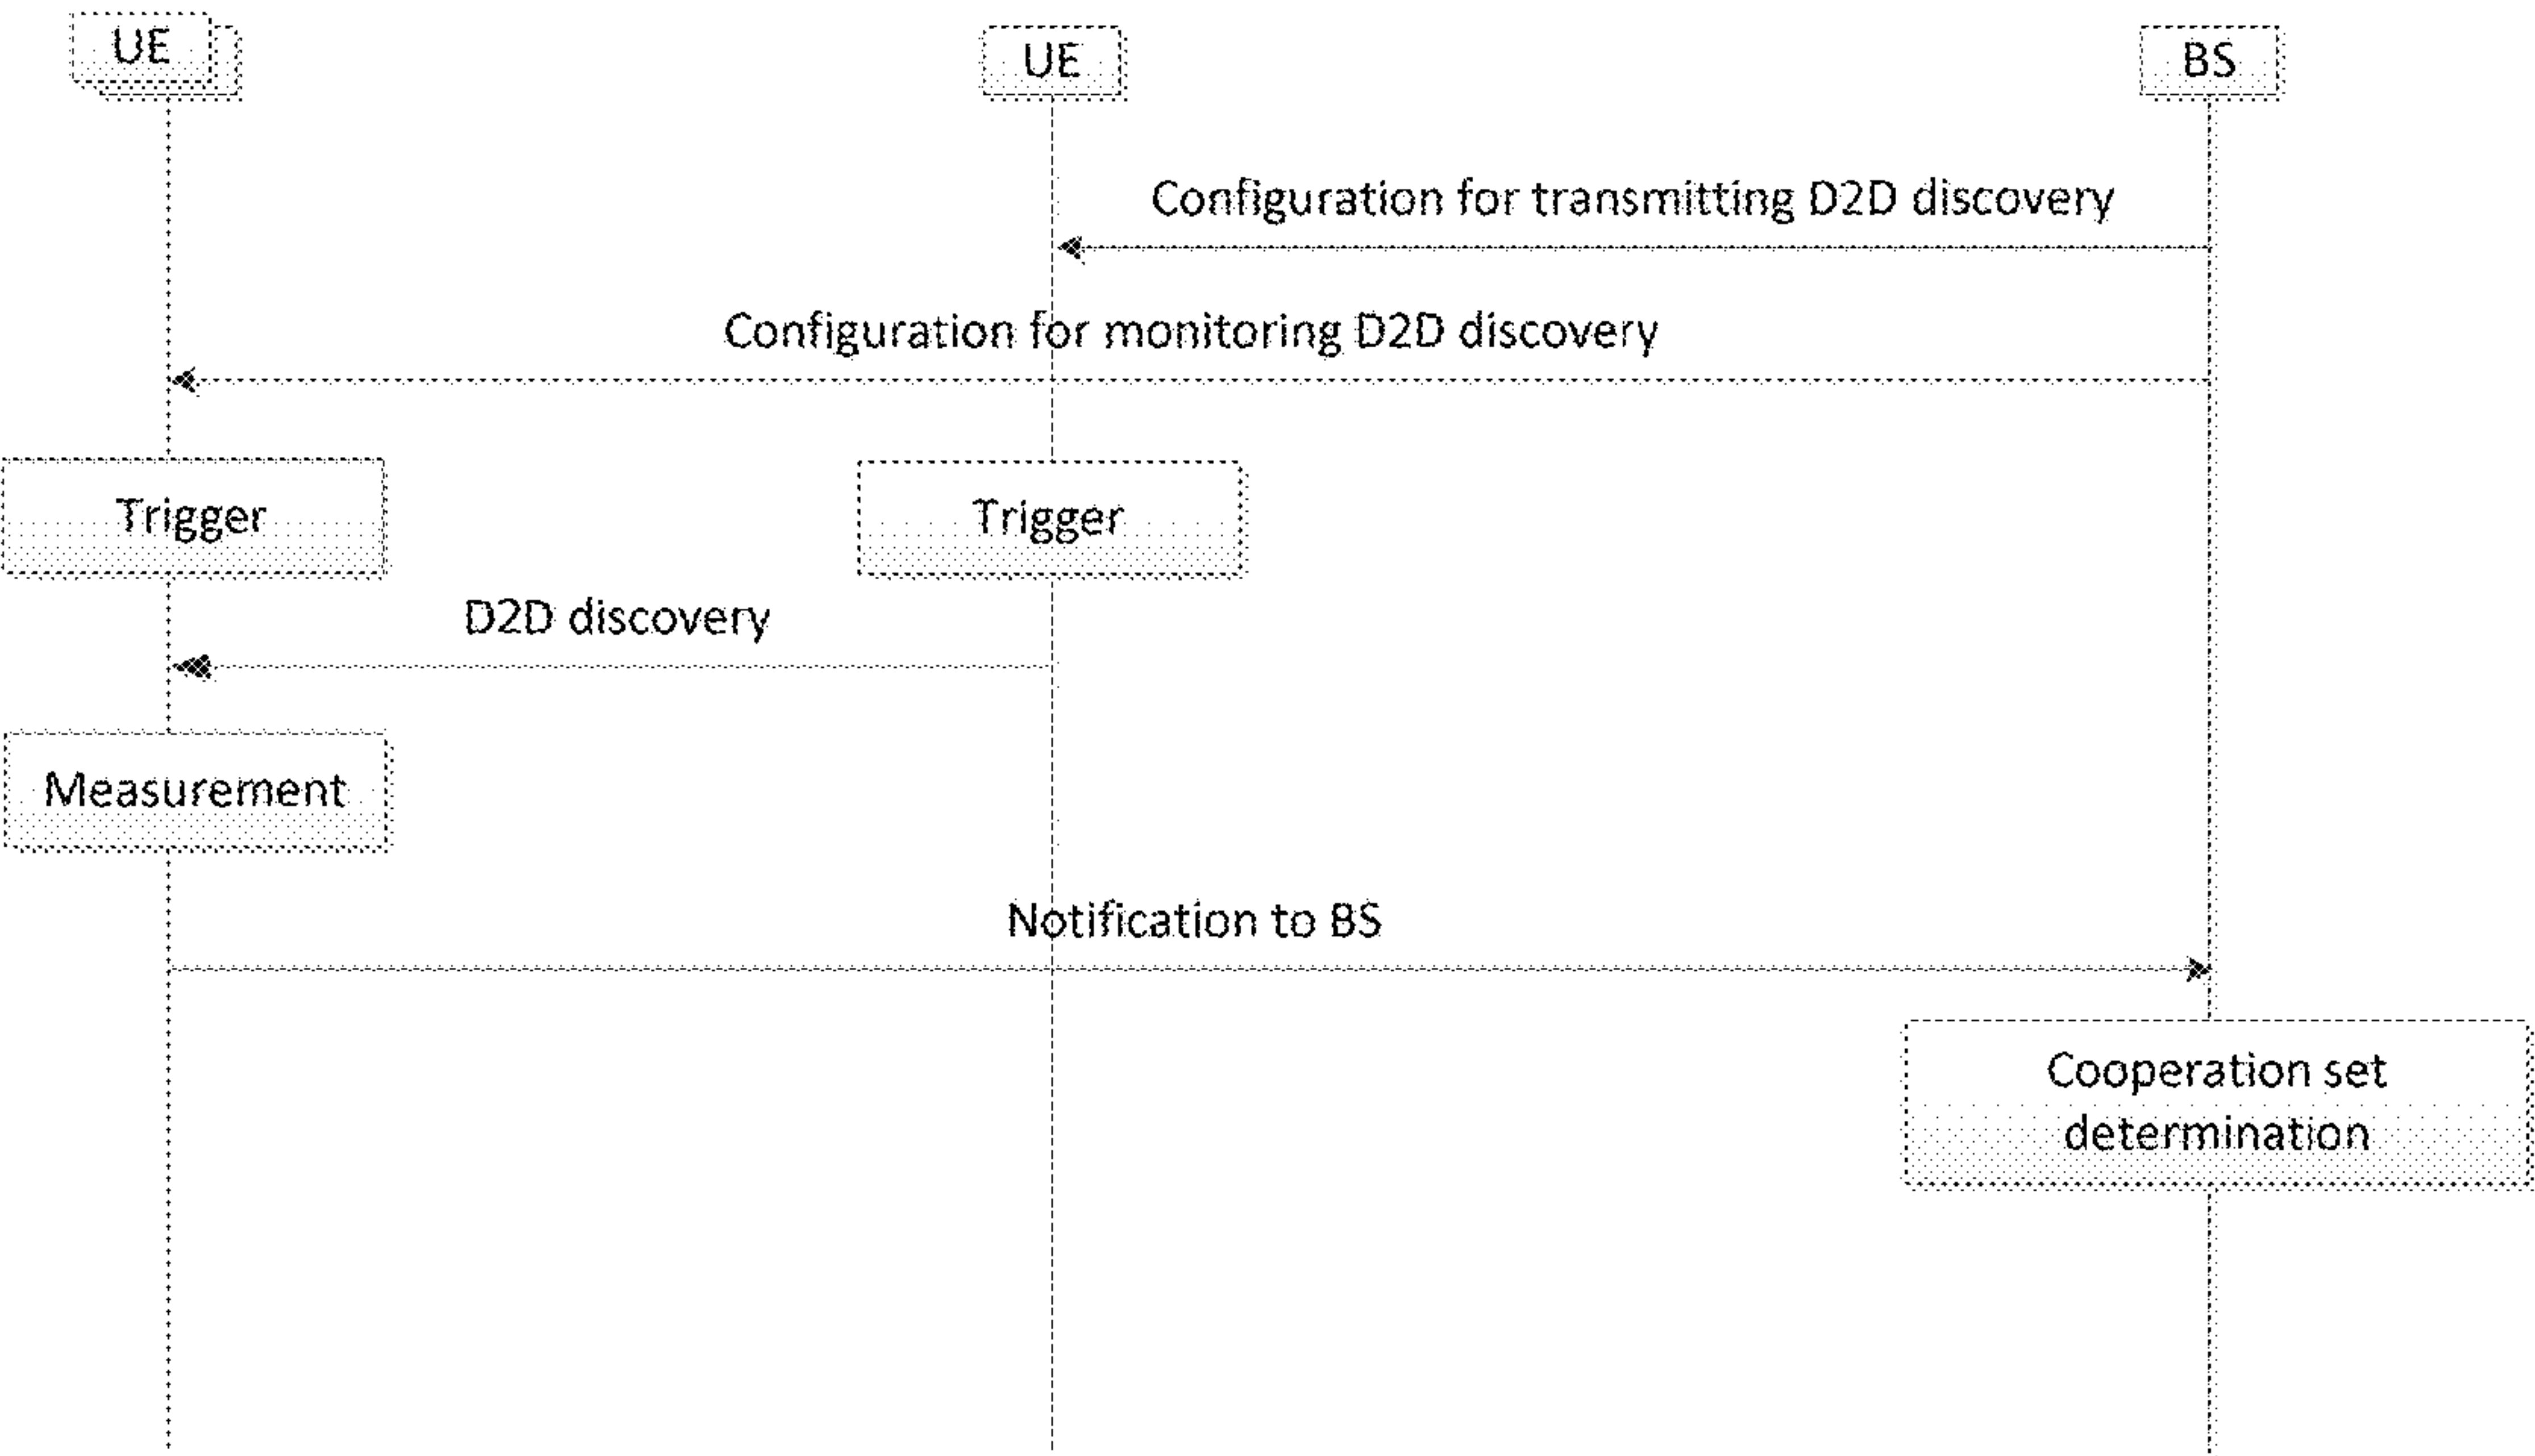 UE
UE
BS
Configuration for transmitting D2D discovery
Configuration for monitoring D2D discovery
Trigger
Trigger
D2D discovery
Measurement
Notification to BS
Cooperation set
determination